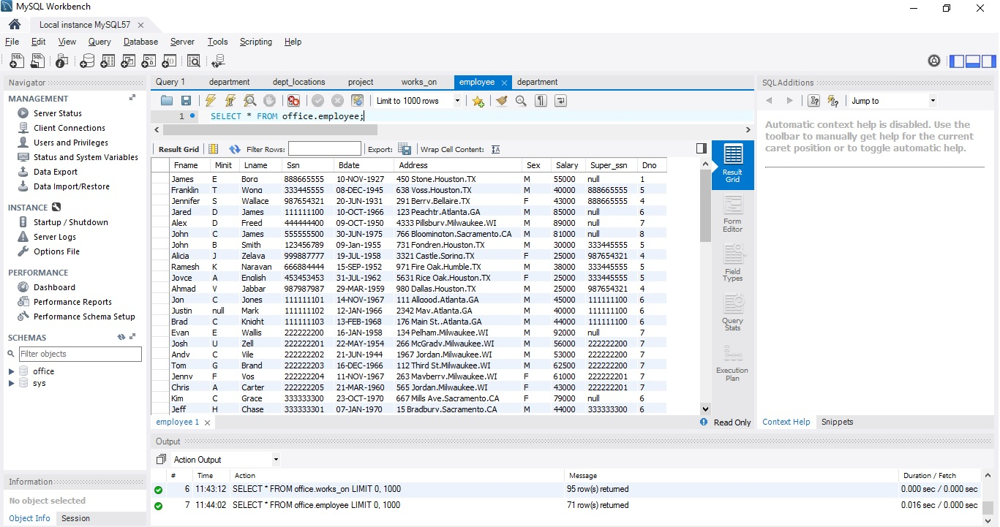 MySQL Workbench
Local instance MySQL57
File Edit View Query Database Server Tools Scripting Help
Navigator
MANAGEMENT
Server Status
Client Connections
Users and Privileges
Status and System Variables
Data Export
Data Import/Restore
INSTANCE
Startup / Shutdown
Server Logs
Options File
PERFORMANCE
Dashboard
Performance Reports
Performance Schema Setup
SCHEMAS
Filter objects
office
sys
Information
No object selected
Object Info Session
Query 1 department dept_locations project works_on employee department
Limit to 1000 rows
1 SELECT * FROM office.employee;
Result Grid Filter Rows: Export: Wrap Cell Content:
Fname Minit Lname Ssn Bdate Address Sex Salary Super_ssn Dno
James E Borg 888665555 10-NOV-1927 450 Stone.Houston.TX M 55000 null 1
Franklin T Wong 333445555 08-DEC-1945 638 Voss.Houston.TX M 40000 888665555 5
Jennifer S Wallace 987654321 20-JUN-1931 291 Berry.Bellaire.TX F 43000 888665555 4
Jared D James 111111100 10-OCT-1966 123 Peachtr.Atlanta.GA M 85000 null 6
Alex D Freed 444444400 09-OCT-1950 4333 Pillsbury.Milwaukee.WI M 89000 null 7
John C James 555555500 30-JUN-1975 766 Bloomington.Sacramento.CA M 81000 null 8
John B Smith 123456789 09-Jan-1955 731 Fondren.Houston.TX M 30000 333445555 5
Alicia J Zelaya 999887777 19-JUL-1958 3321 Castle.Spring.TX F 25000 987654321 4
Ramesh K Narayan 666884444 15-SEP-1952 971 Fire Oak.Humble.TX M 38000 333445555 5
Joyce A English 453453453 31-JUL-1962 5631 Rice Oak.Houston.TX F 25000 333445555 5
Ahmad V Jabbar 987987987 29-MAR-1959 980 Dallas.Houston.TX M 25000 987654321 4
Jon C Jones 111111101 14-NOV-1967 111 Allgood.Atlanta.GA M 45000 111111100 6
Justin null Mark 111111102 12-JAN-1966 2342 May.Atlanta.GA M 40000 111111100 6
Brad C Knight 111111103 13-FEB-1968 176 Main St..Atlanta.GA M 44000 111111100 6
Evan E Wallis 222222200 16-JAN-1958 134 Pelham.Milwaukee.WI M 92000 null 7
Josh U Zell 222222201 22-MAY-1954 266 McGrady.Milwaukee.WI M 56000 222222200 7
Andy C Vile 222222202 21-JUN-1944 1967 Jordan.Milwaukee.WI M 53000 222222200 7
Tom G Brand 222222203 16-DEC-1966 112 Third St.Milwaukee.WI M 62500 222222200 7
Jenny F Vos 222222204 11-NOV-1967 263 Mayberry.Milwaukee.WI F 61000 222222201 7
Chris A Carter 222222205 21-MAR-1960 565 Jordan.Milwaukee.WI F 43000 222222201 7
Kim C Grace 333333300 23-OCT-1970 667 Mills Ave.Sacramento.CA F 79000 null 6
Jeff H Chase 333333301 07-JAN-1970 15 Bradbury.Sacramento.CA M 44000 333333300 6
Result
Grid
Form
Editor
Field
Types
Query
Stats
Execution
Plan
employee 1
Read Only
SQLAdditions
Jump to
Automatic context help is disabled. Use the
toolbar to manually get help for the current
caret position or to toggle automatic help.
Context Help Snippets
Output
Action Output
# Time Action Message Duration / Fetch
6 11:43:12 SELECT * FROM office.works_on LIMIT 0, 1000 95 row(s) returned 0.000 sec / 0.000 sec
7 11:44:02 SELECT * FROM office.employee LIMIT 0, 1000 71 row(s) returned 0.016 sec / 0.000 sec